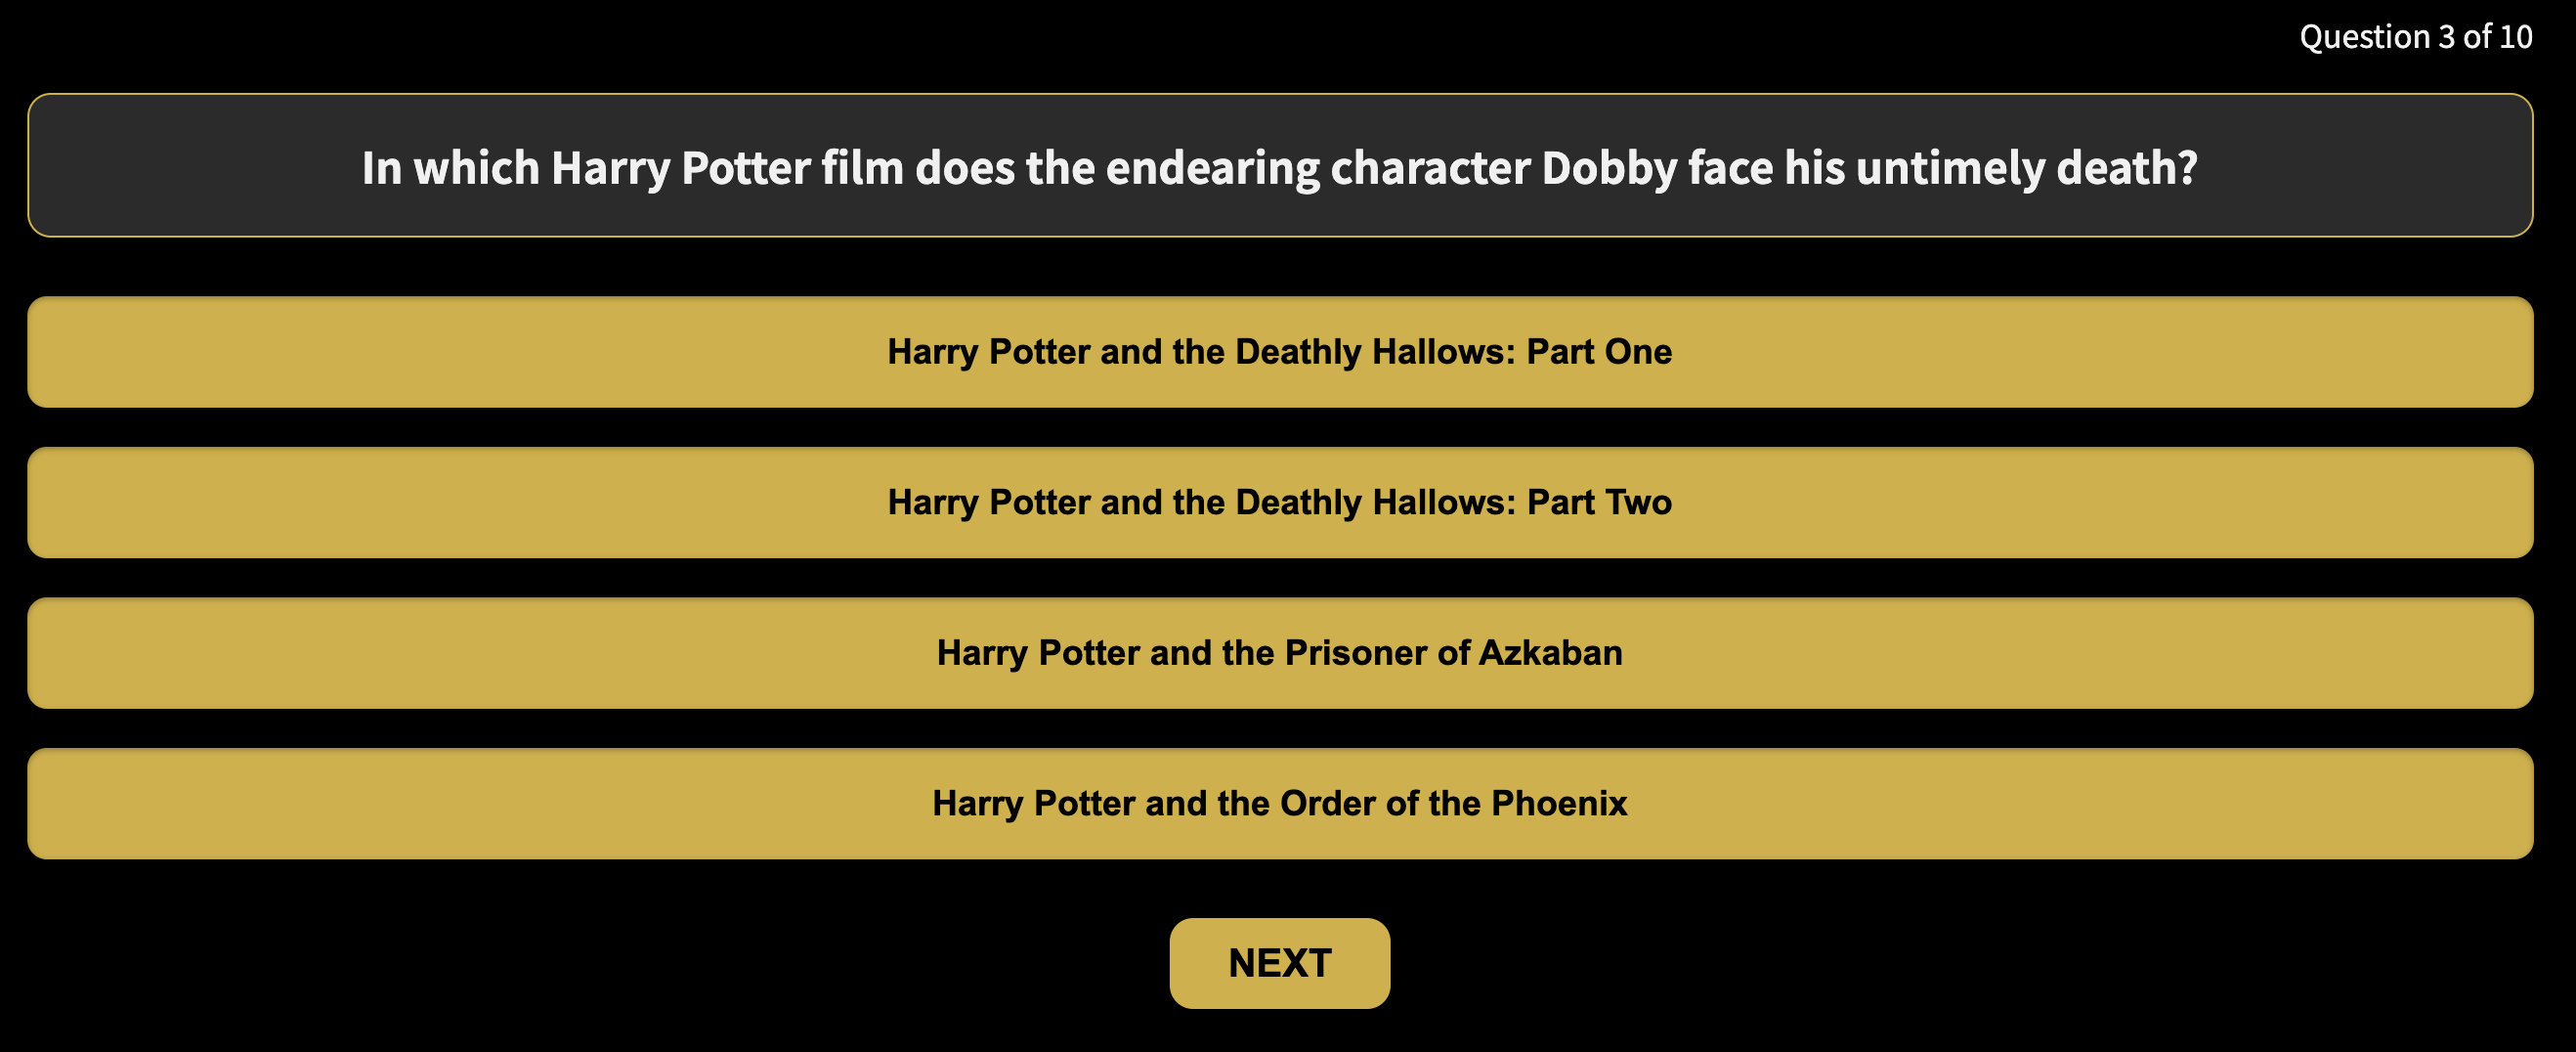 Question 3 of 10
In which Harry Potter film does the endearing character Dobby face his untimely death?
Harry Potter and the Deathly Hallows: Part One
Harry Potter and the Deathly Hallows: Part Two
Harry Potter and the Prisoner of Azkaban
Harry Potter and the Order of the Phoenix
NEXT